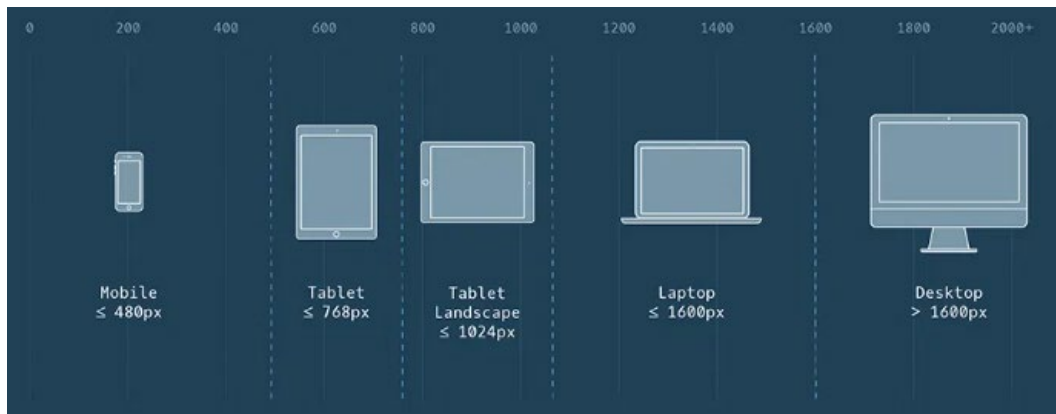 0 200 400 600 800 1000 1200 1400 1600 1800 2000+
Mobile
≤ 480px
Tablet
≤ 768px
Tablet
Landscape
≤ 1024px
Laptop
≤ 1600px
Desktop
> 1600px